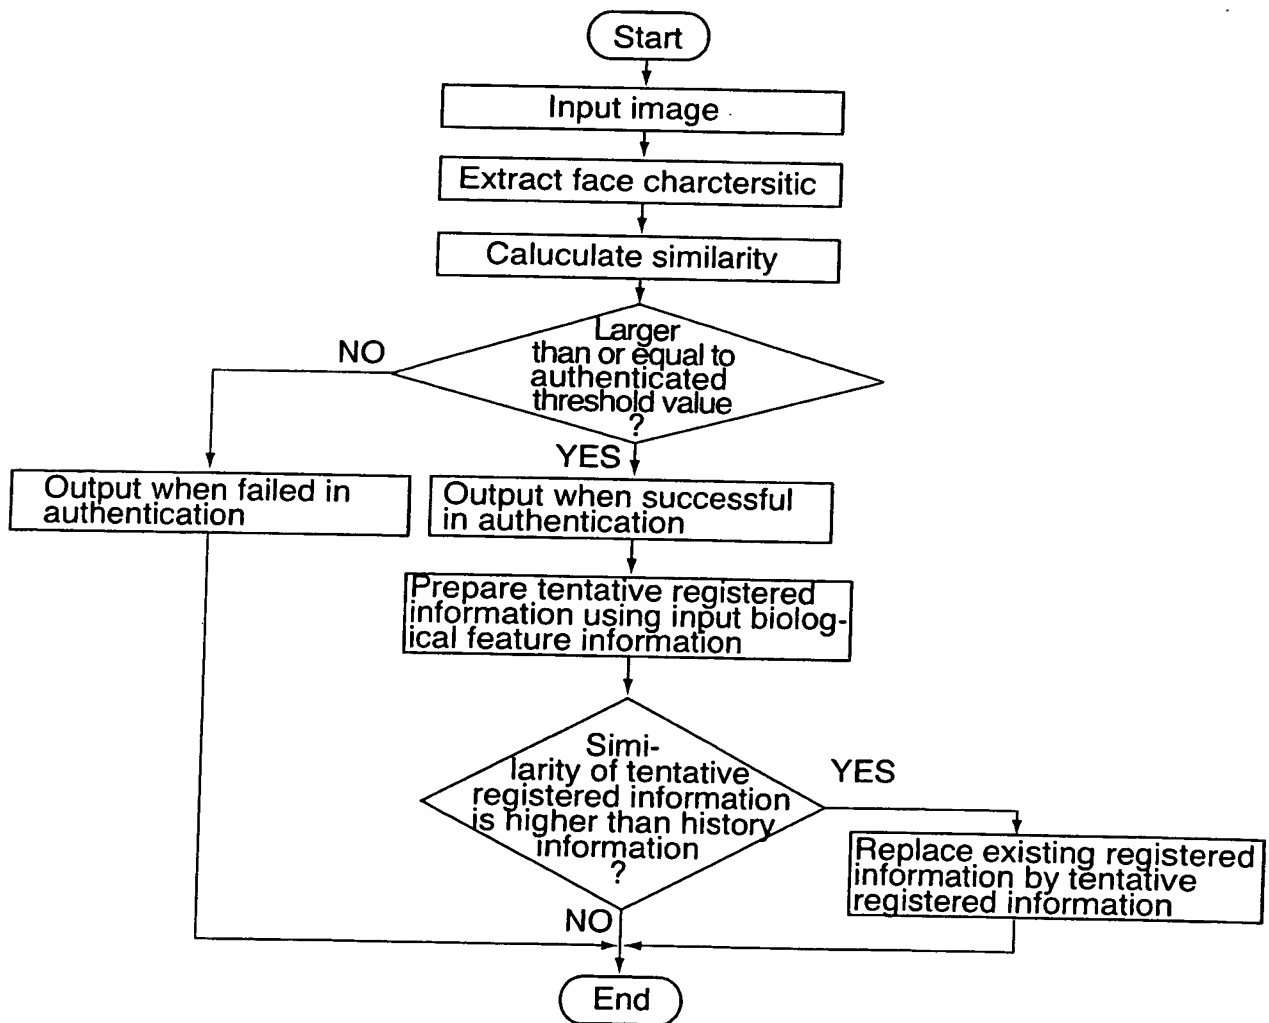 Start
Input image
Extract face charctersitic
Caluculate similarity
Larger
than or equal to
authenticated
threshold value
?
NO
YES
Output when failed in
authentication
Output when successful
in authentication
Prepare tentative registered
information using input biolog-
ical feature information
Simi-
larity of tentative
registered information
is higher than history
information
?
YES
Replace existing registered
information by tentative
registered information
NO
End